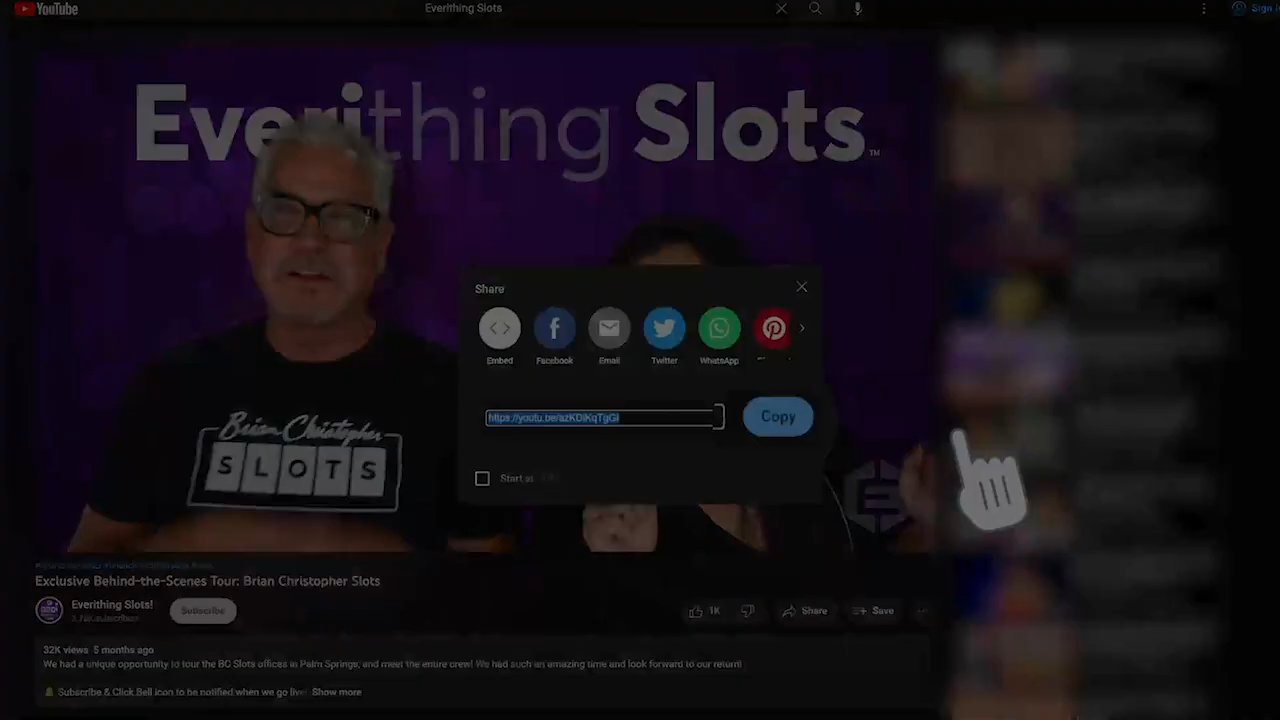 YouTube
Everithing Slots
Sign i
Everithing Slots™
Share
Embed
Facebook
Email
Twitter
WhatsApp
https://youtu.be/azKDiKqTgGI
Copy
Start at
Brian Christopher
SLOTS
Exclusive Behind-the-Scenes Tour: Brian Christopher Slots
Everithing Slots!
Subscribe
1K
Share
Save
32K views 5 months ago
We had a unique opportunity to tour the BC Slots offices in Palm Springs, and meet the entire crew! We had such an amazing time and look forward to our return!
Subscribe & Click Bell icon to be notified when we go live! Show more